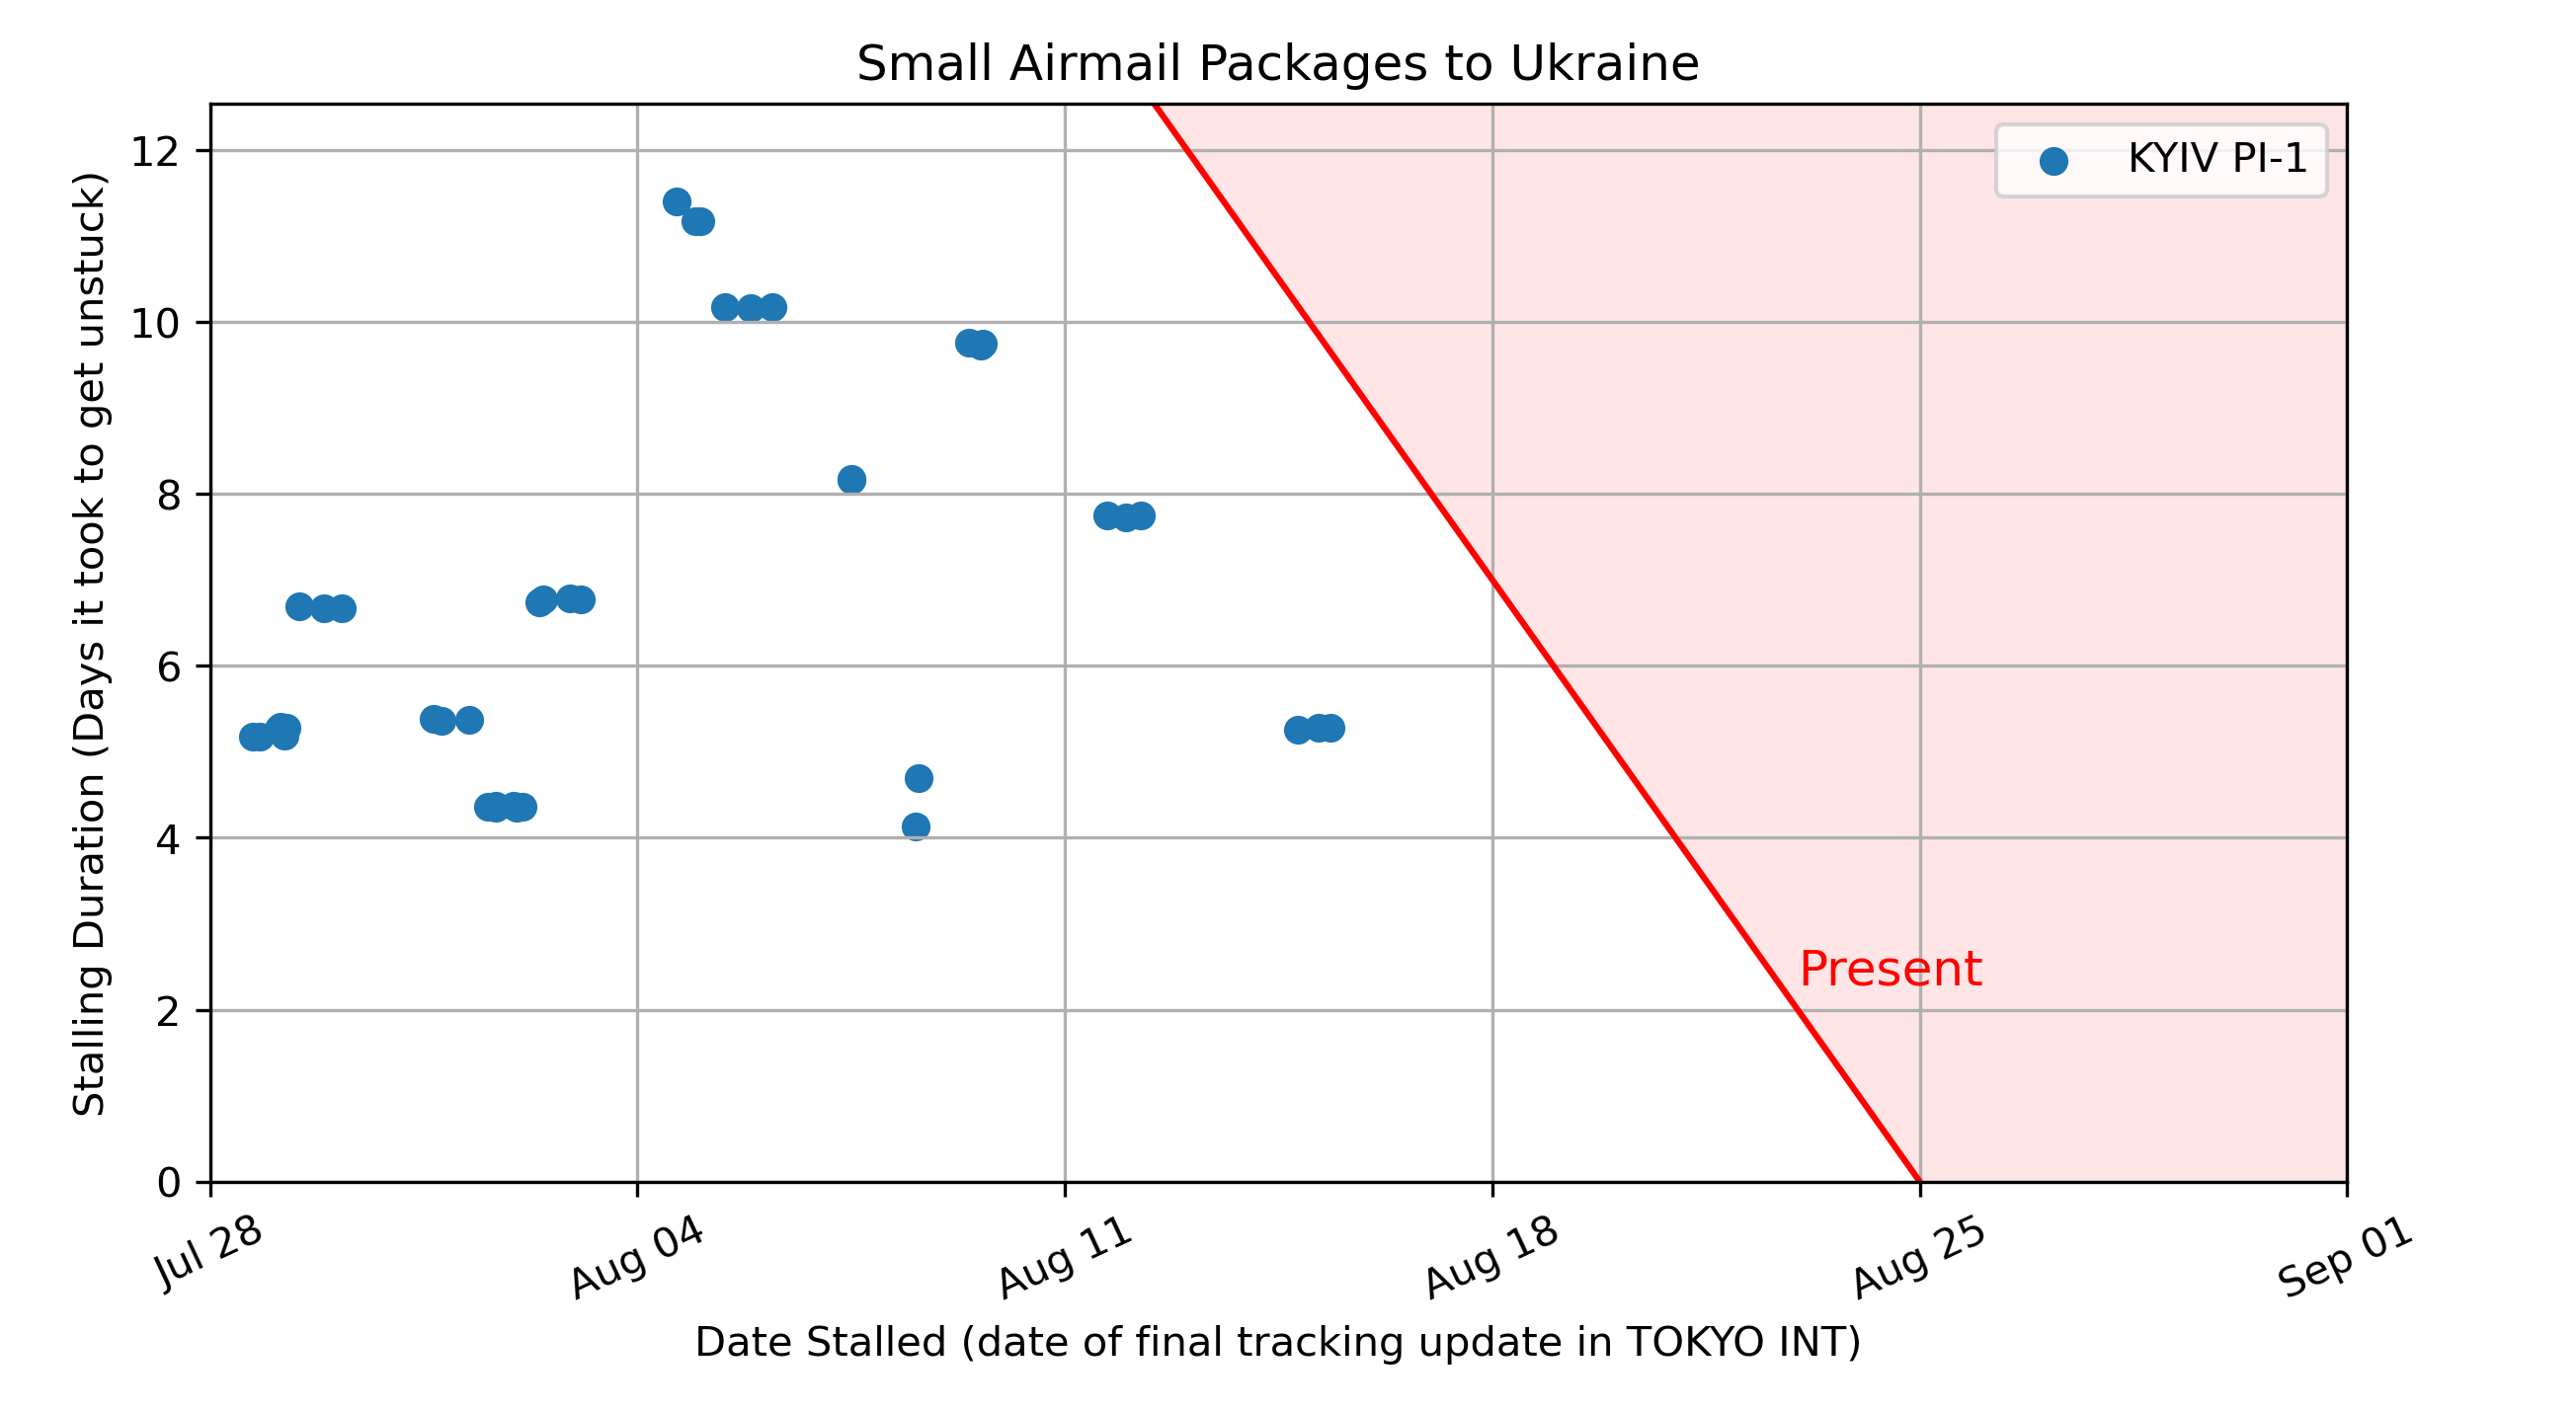 Small Airmail Packages to Ukraine
KYIV PI-1
Stalling Duration (Days it took to get unstuck)
12
10
8
6
4
2
0
Present
Jul 28
Aug 04
Aug 11
Aug 18
Aug 25
Sep 01
Date Stalled (date of final tracking update in TOKYO INT)